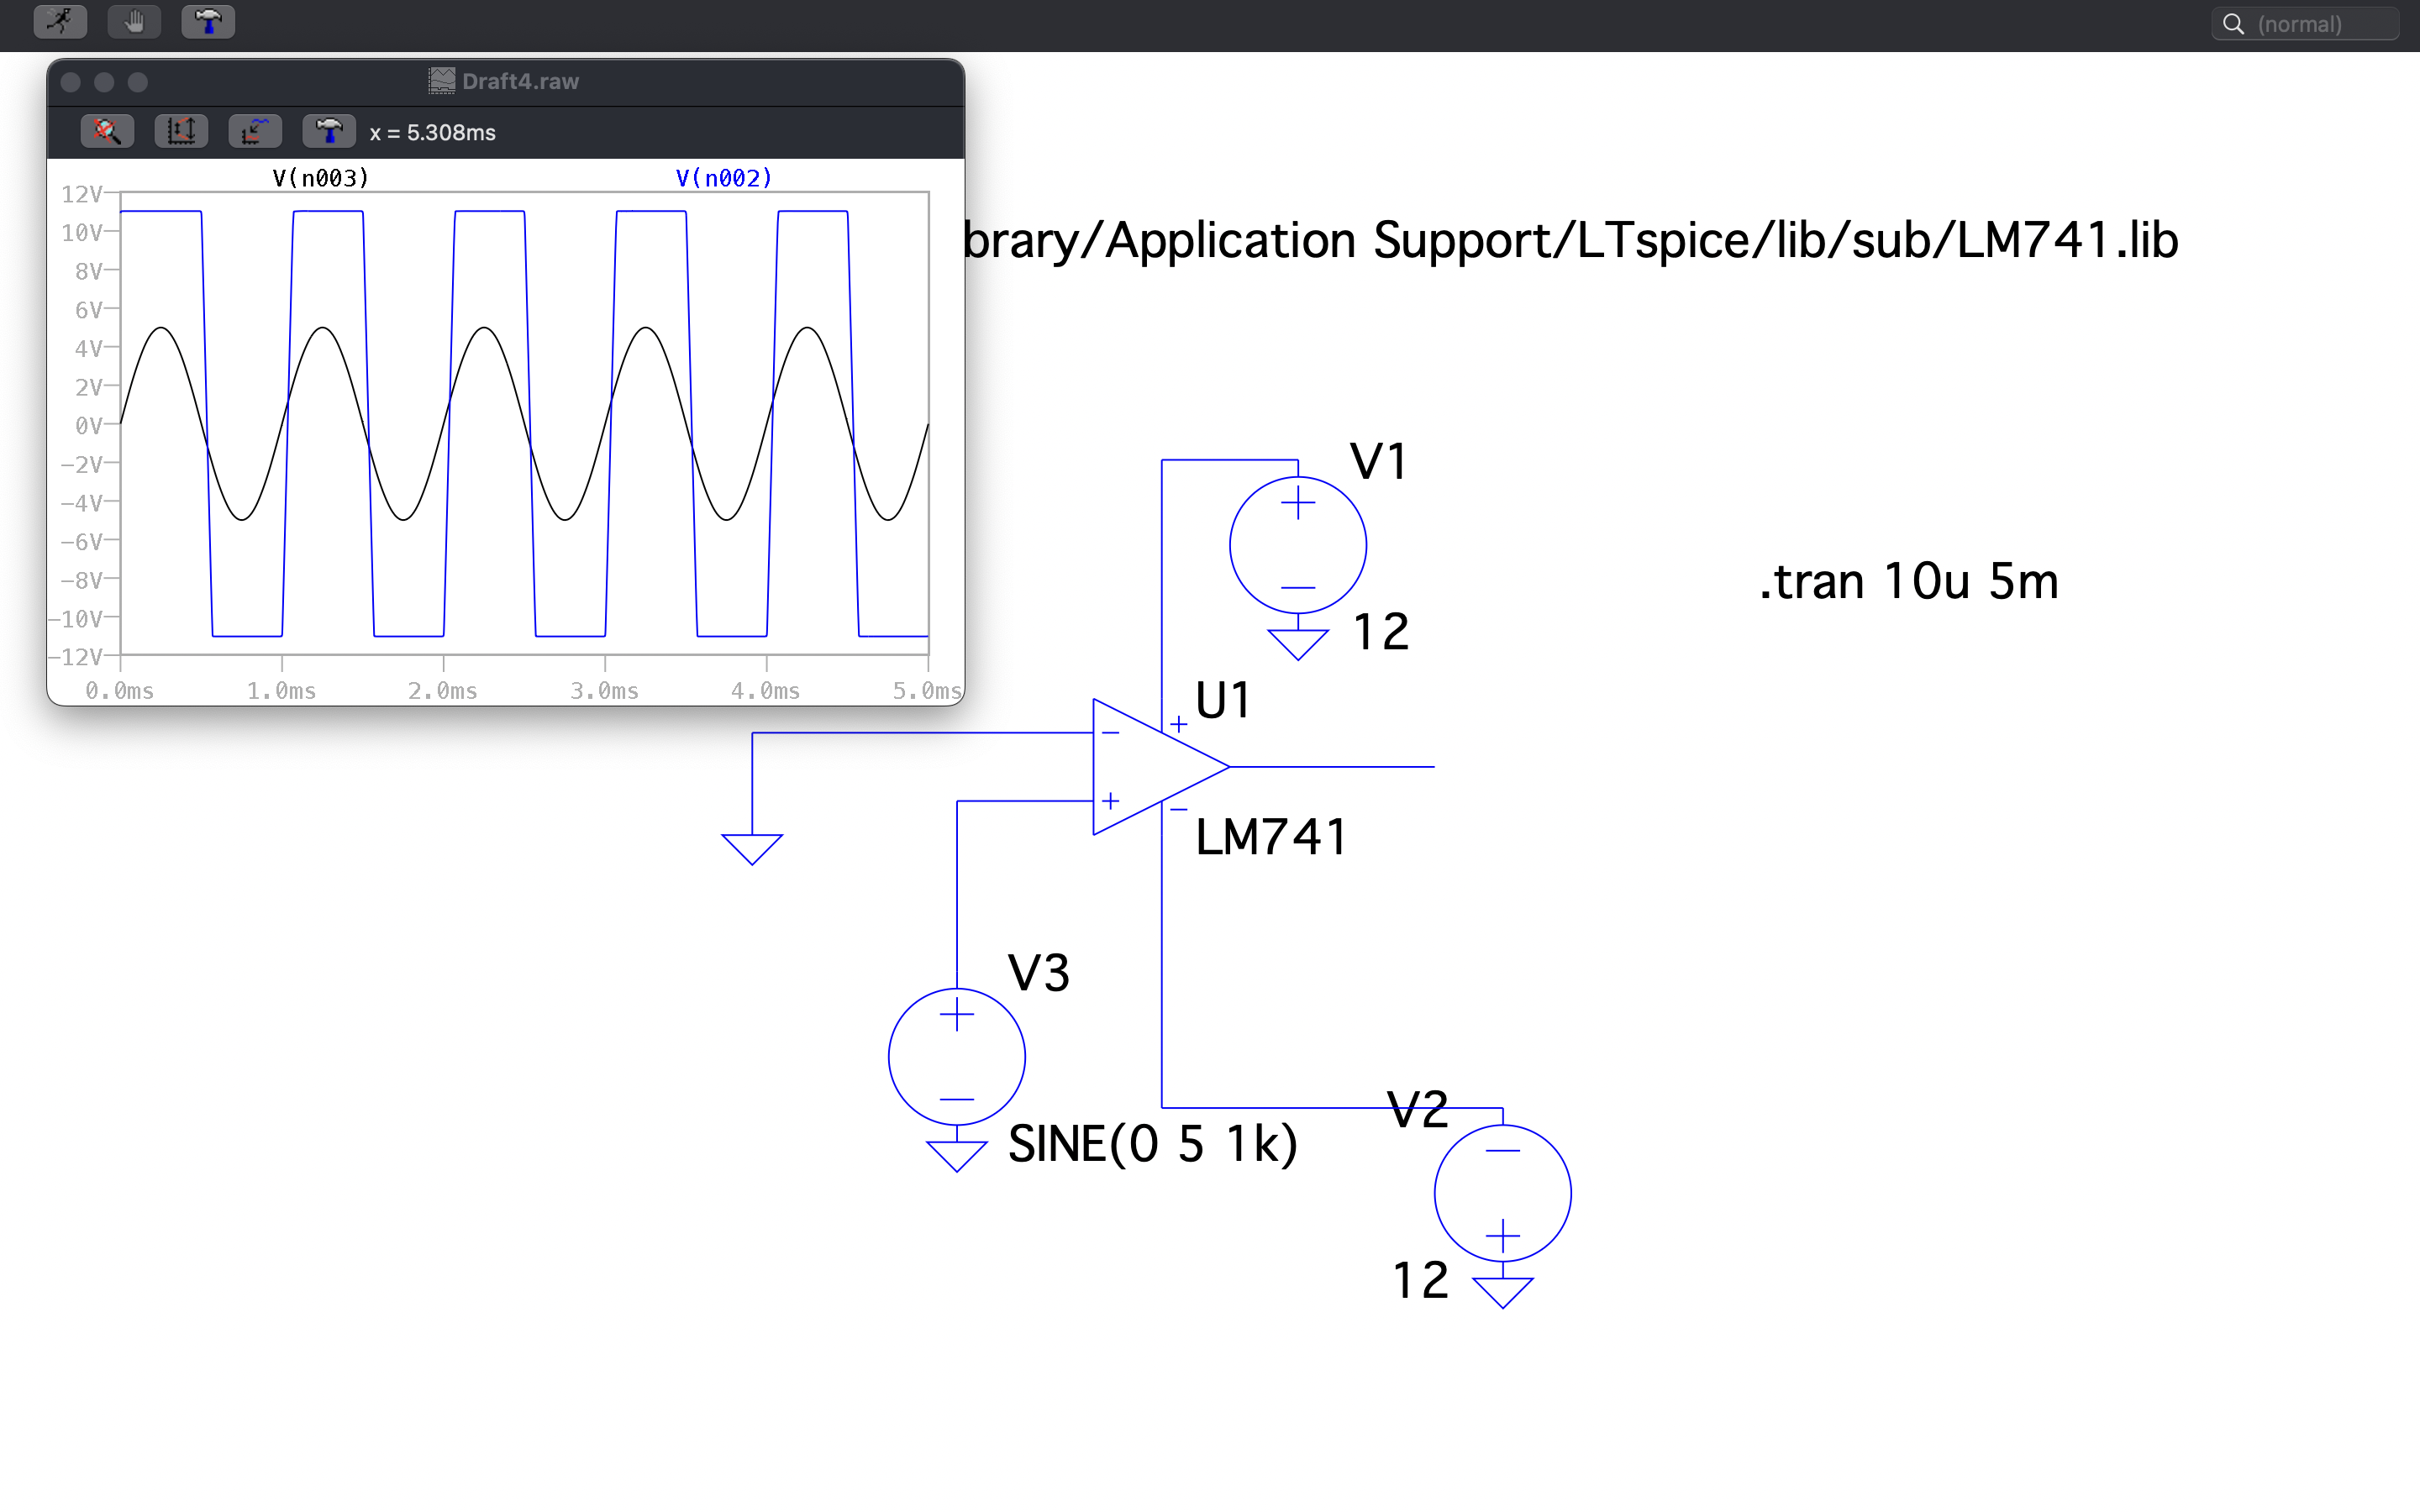 (normal)
Draft4.raw
x = 5.308ms
V(n003) V(n002)
12V
10V
8V
6V
4V
2V
0V
-2V
-4V
-6V
-8V
-10V
-12V
0.0ms 1.0ms 2.0ms 3.0ms 4.0ms 5.0ms
brary/Application Support/LTspice/lib/sub/LM741.lib
V1
.tran 10u 5m
12
U1
LM741
V3
V2
SINE(0 5 1k)
12